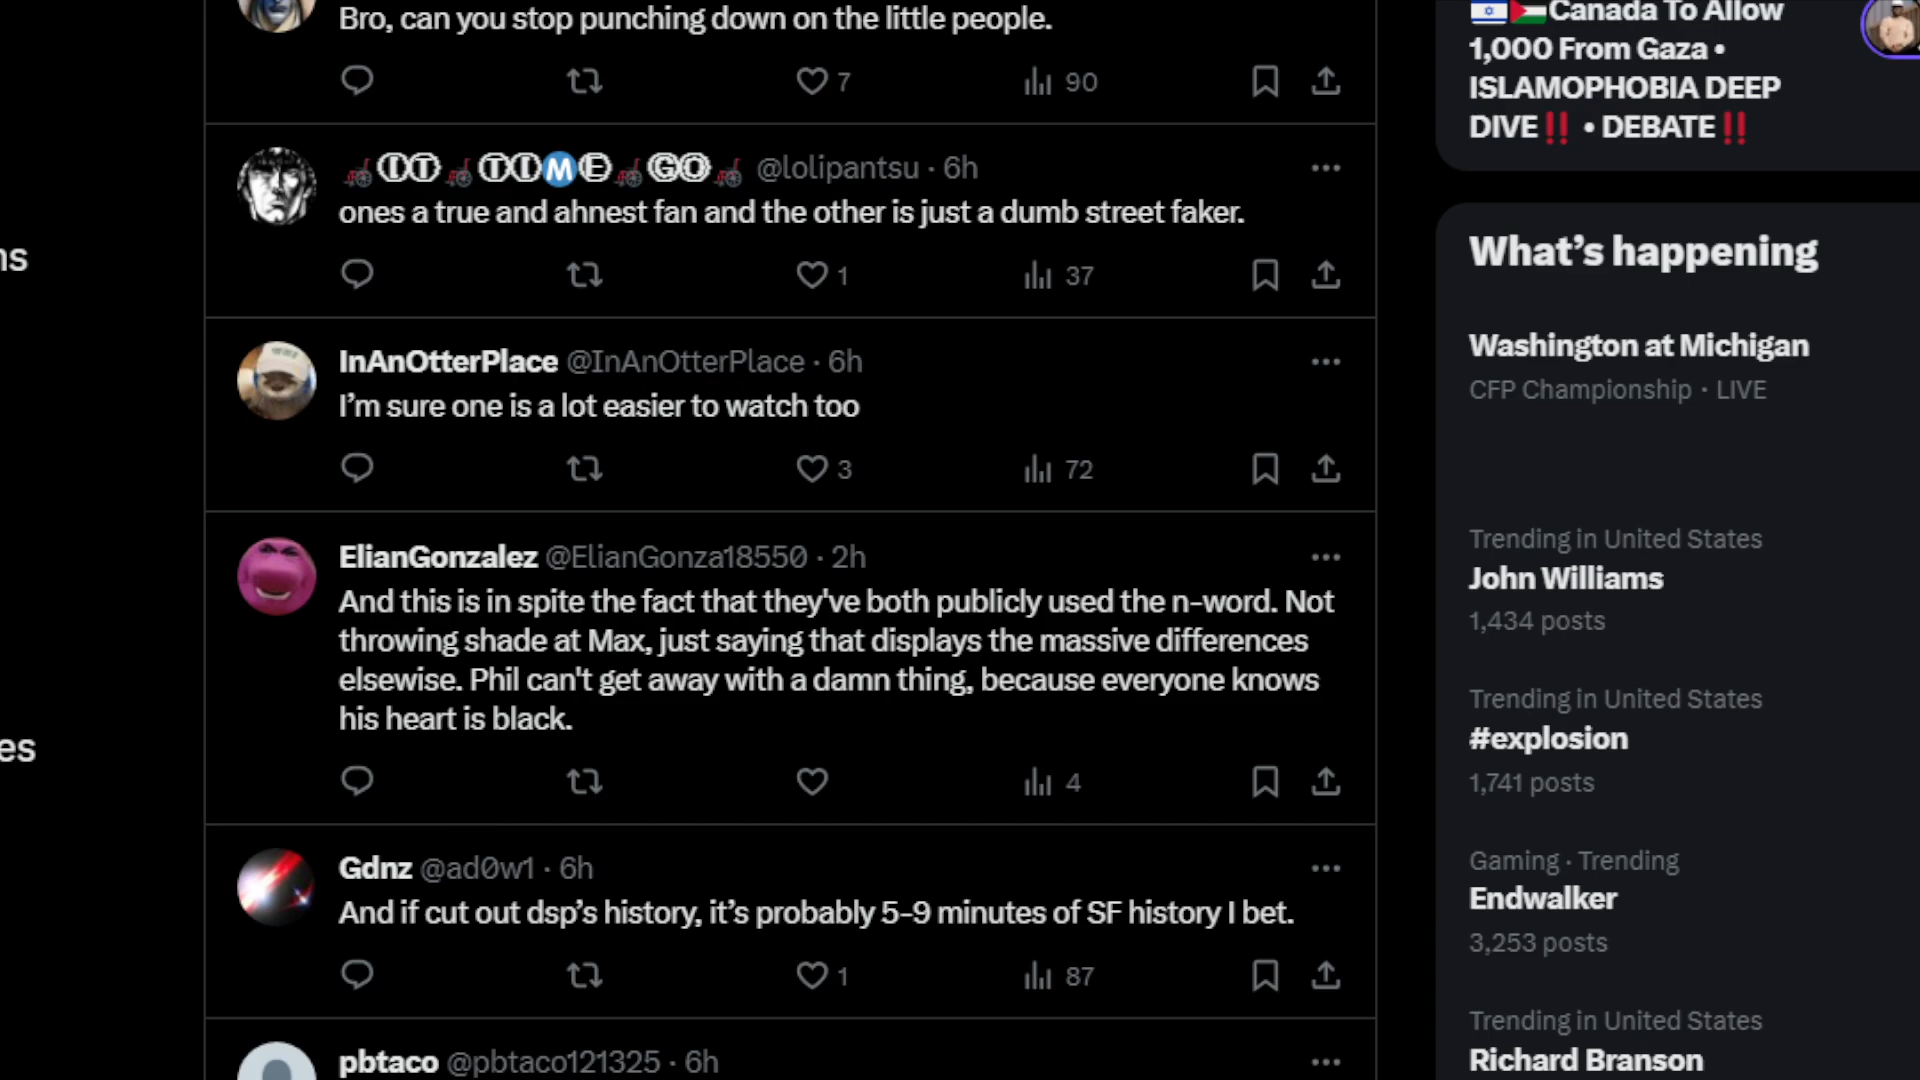 Bro, can you stop punching down on the little people.
7
90
ⒾⓉ ⓉⒾⓂⒺ ⒼⓄ @lolipantsu · 6h
ones a true and ahnest fan and the other is just a dumb street faker.
1
37
InAnOtterPlace @InAnOtterPlace · 6h
I'm sure one is a lot easier to watch too
3
72
ElianGonzalez @ElianGonza18550 · 2h
And this is in spite the fact that they've both publicly used the n-word. Not
throwing shade at Max, just saying that displays the massive differences
elsewise. Phil can't get away with a damn thing, because everyone knows
his heart is black.
4
Gdnz @ad0w1 · 6h
And if cut out dsp's history, it's probably 5-9 minutes of SF history I bet.
1
87
pbtaco @pbtaco121325 · 6h
ns
es
Canada To Allow
1,000 From Gaza •
ISLAMOPHOBIA DEEP
DIVE‼️ • DEBATE‼️
What's happening
Washington at Michigan
CFP Championship · LIVE
Trending in United States
John Williams
1,434 posts
Trending in United States
#explosion
1,741 posts
Gaming · Trending
Endwalker
3,253 posts
Trending in United States
Richard Branson